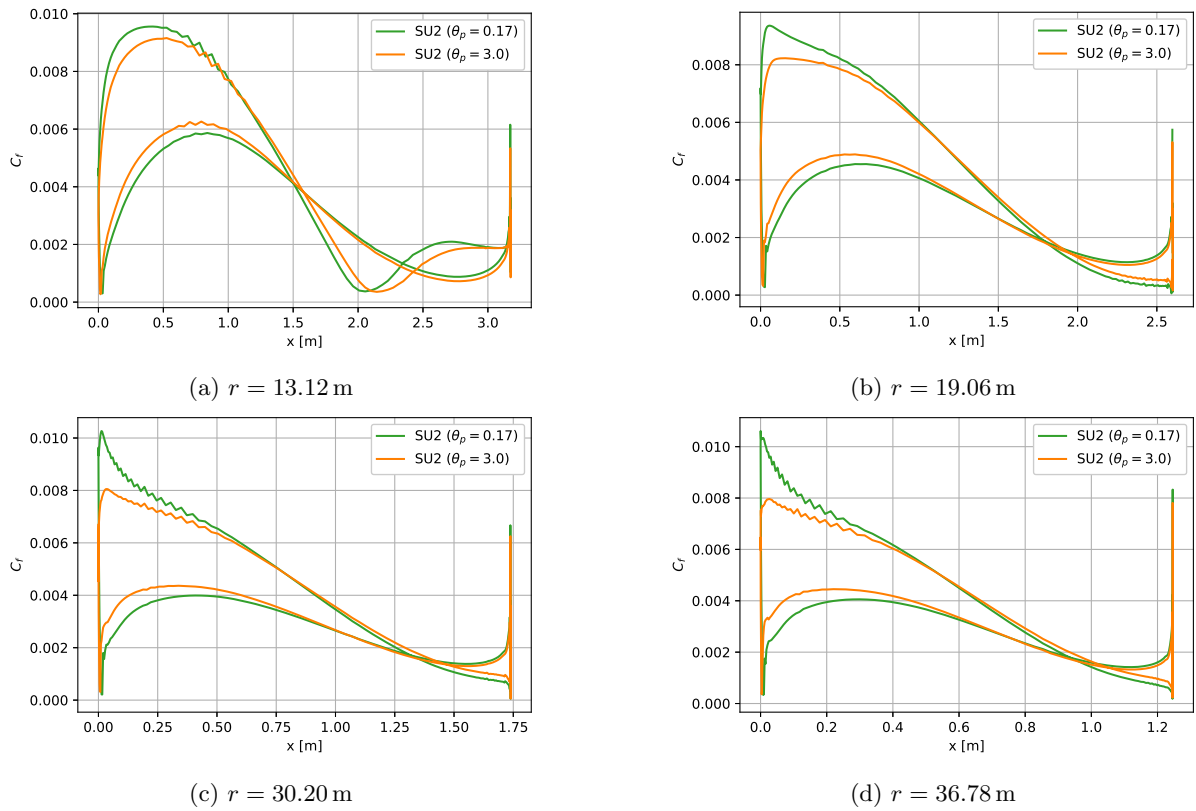 0.010
0.008
0.006
0.004
0.002
0.000
C_f
0.0 0.5 1.0 1.5 2.0 2.5 3.0
x [m]
SU2 (θ_p = 0.17)
SU2 (θ_p = 3.0)
(a) r = 13.12 m
0.008
0.006
0.004
0.002
0.000
C_f
0.0 0.5 1.0 1.5 2.0 2.5
x [m]
SU2 (θ_p = 0.17)
SU2 (θ_p = 3.0)
(b) r = 19.06 m
0.010
0.008
0.006
0.004
0.002
0.000
C_f
0.00 0.25 0.50 0.75 1.00 1.25 1.50 1.75
x [m]
SU2 (θ_p = 0.17)
SU2 (θ_p = 3.0)
(c) r = 30.20 m
0.010
0.008
0.006
0.004
0.002
0.000
C_f
0.0 0.2 0.4 0.6 0.8 1.0 1.2
x [m]
SU2 (θ_p = 0.17)
SU2 (θ_p = 3.0)
(d) r = 36.78 m